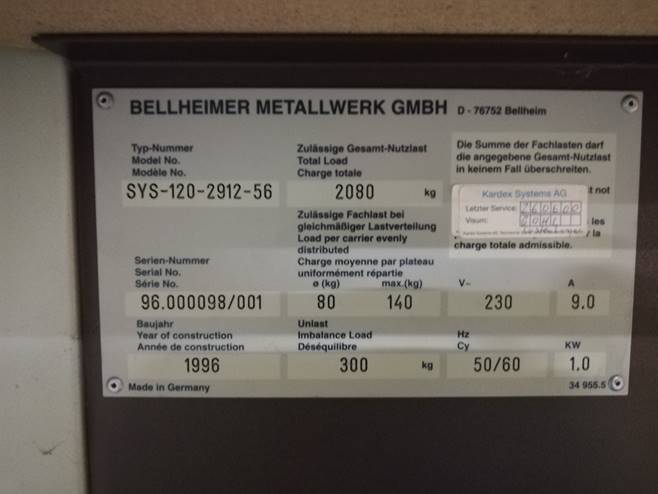 BELLHEIMER METALLWERK GMBH D - 76752 Bellheim
Typ-Nummer
Model No.
Modèle No.
SYS-120-2912-56
Zulässige Gesamt-Nutzlast
Total Load
Charge totale
2080 kg
Die Summe der Fachlasten darf
die angegebene Gesamt-Nutzlast
in keinem Fall überschreiten.
t not
Kardex Systems AG
Letzter Service:
Visum:
les
/ la
charge totale admissible.
Zulässige Fachlast bei
gleichmäßiger Lastverteilung
Load per carrier evenly
distributed
Charge moyenne par plateau
uniformément répartie
ø (kg) max.(kg)
80 140
Serien-Nummer
Serial No.
Série No.
96.000098/001
V~ A
230 9.0
Baujahr
Year of construction
Année de construction
1996
Unlast
Imbalance Load
Déséquilibre
300 kg
Hz
Cy
50/60
KW
1.0
Made in Germany
34 955.5